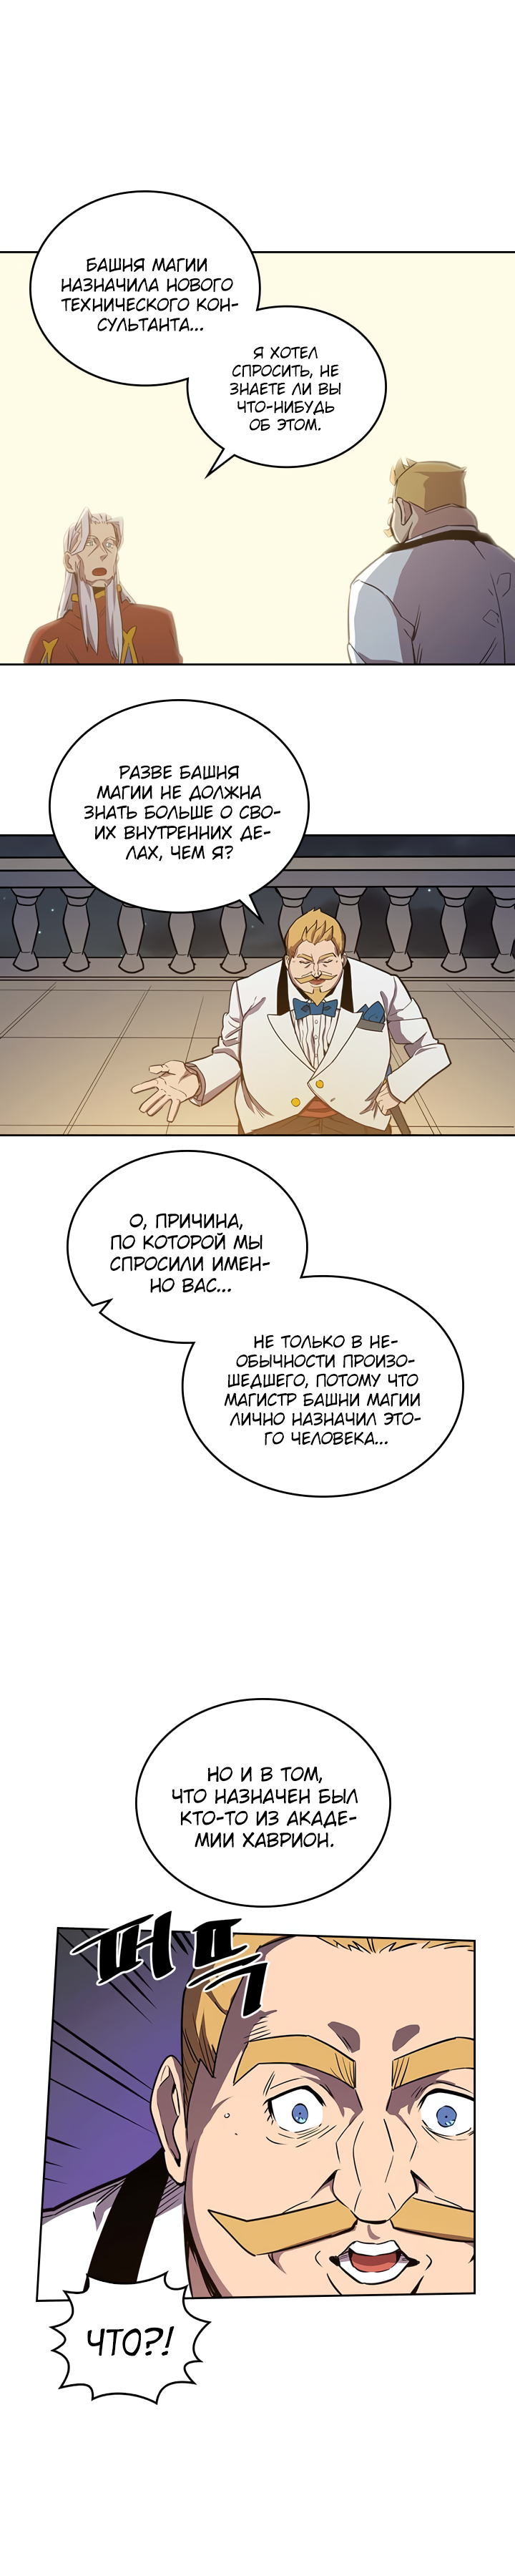 БАШНЯ МАГИИ
НАЗНАЧИЛА НОВОГО
ТЕХНИЧЕСКОГО КОН-
СУЛЬТАНТА...
Я ХОТЕЛ
СПРОСИТЬ, НЕ
ЗНАЕТЕ ЛИ ВЫ
ЧТО-НИБУДЬ
ОБ ЭТОМ.
РАЗВЕ БАШНЯ
МАГИИ НЕ ДОЛЖНА
ЗНАТЬ БОЛЬШЕ О СВО-
ИХ ВНУТРЕННИХ ДЕ-
ЛАХ, ЧЕМ Я?
О, ПРИЧИНА,
ПО КОТОРОЙ МЫ
СПРОСИЛИ ИМЕН-
НО ВАС...
НЕ ТОЛЬКО В НЕ-
ОБЫЧНОСТИ ПРОИЗО-
ШЕДШЕГО, ПОТОМУ ЧТО
МАГИСТР БАШНИ МАГИИ
ЛИЧНО НАЗНАЧИЛ ЭТО-
ГО ЧЕЛОВЕКА...
НО И В ТОМ,
ЧТО НАЗНАЧЕН БЫЛ
КТО-ТО ИЗ АКАДЕ-
МИИ ХАВРИОН.
퍼뜩
ЧТО?!